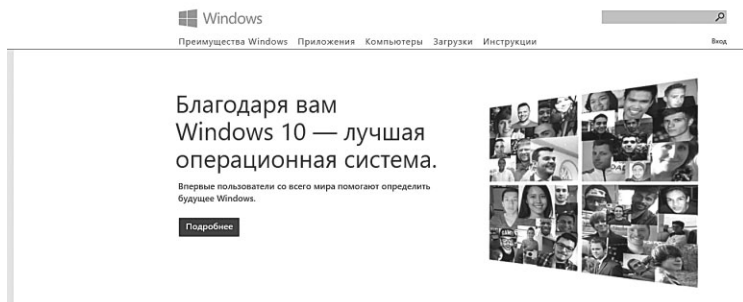 Windows
Преимущества Windows Приложения Компьютеры Загрузки Инструкции Вход
Благодаря вам
Windows 10 — лучшая
операционная система.
Впервые пользователи со всего мира помогают определить
будущее Windows.
Подробнее